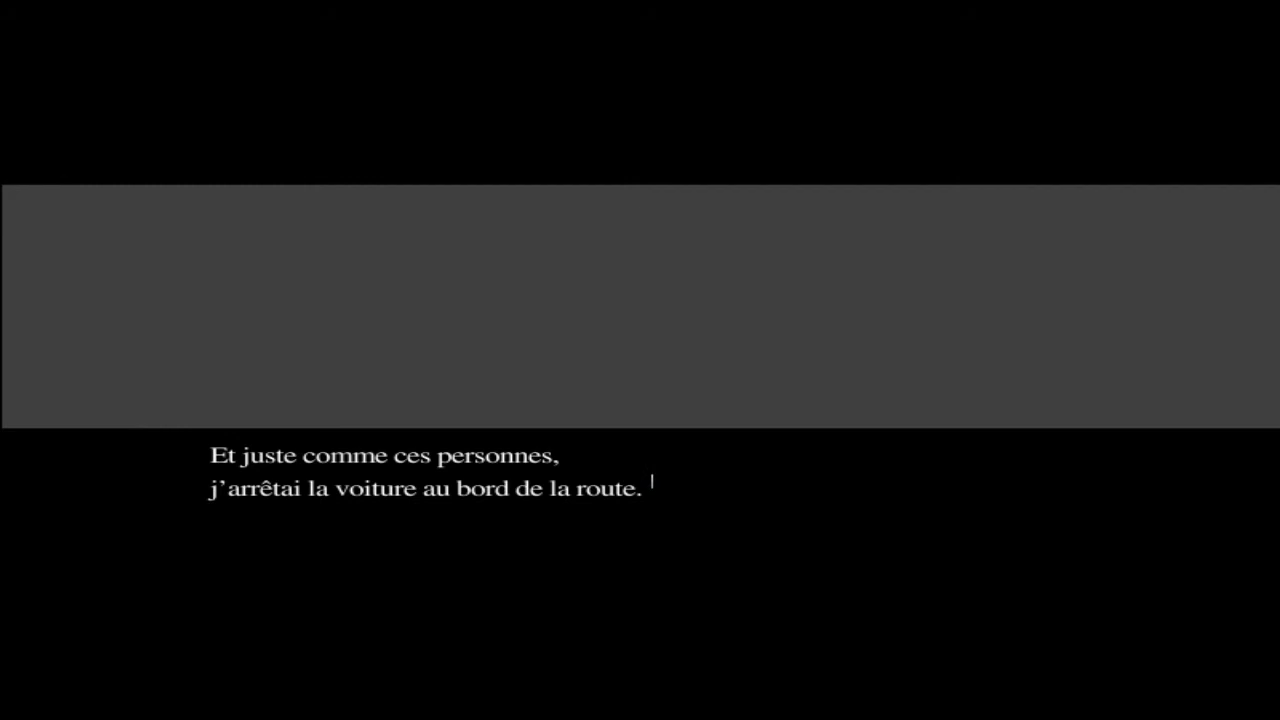 Et juste comme ces personnes,
j’arrêtai la voiture au bord de la route.